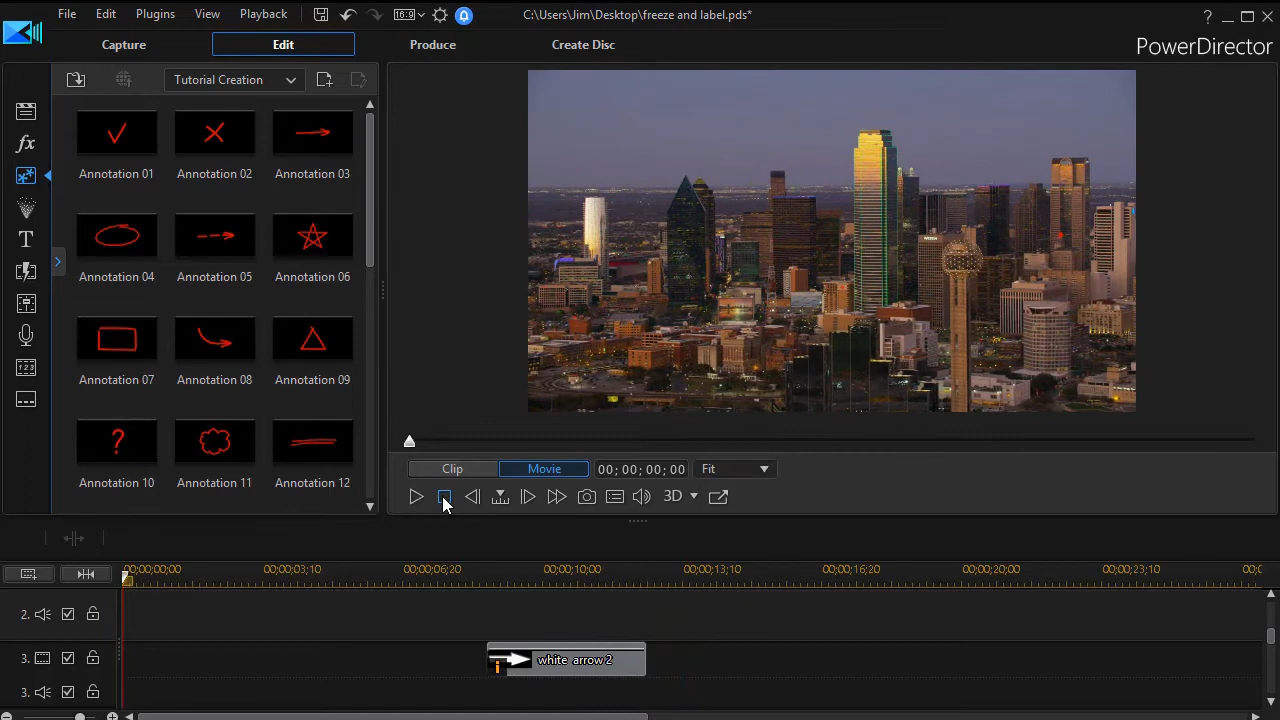 File Edit Plugins View Playback 16:9 C:\Users\Jim\Desktop\freeze and label.pds* ?
PowerDirector
Capture Edit Produce Create Disc
Tutorial Creation
fx
T
Annotation 01 Annotation 02 Annotation 03
Annotation 04 Annotation 05 Annotation 06
Annotation 07 Annotation 08 Annotation 09
?
Annotation 10 Annotation 11 Annotation 12
Clip Movie 00; 00; 00; 00 Fit
3D
00;00;00;00 00;00;03;10 00;00;06;20 00;00;10;00 00;00;13;10 00;00;16;20 00;00;20;00 00;00;23;10
2.
3. i white arrow2
3.